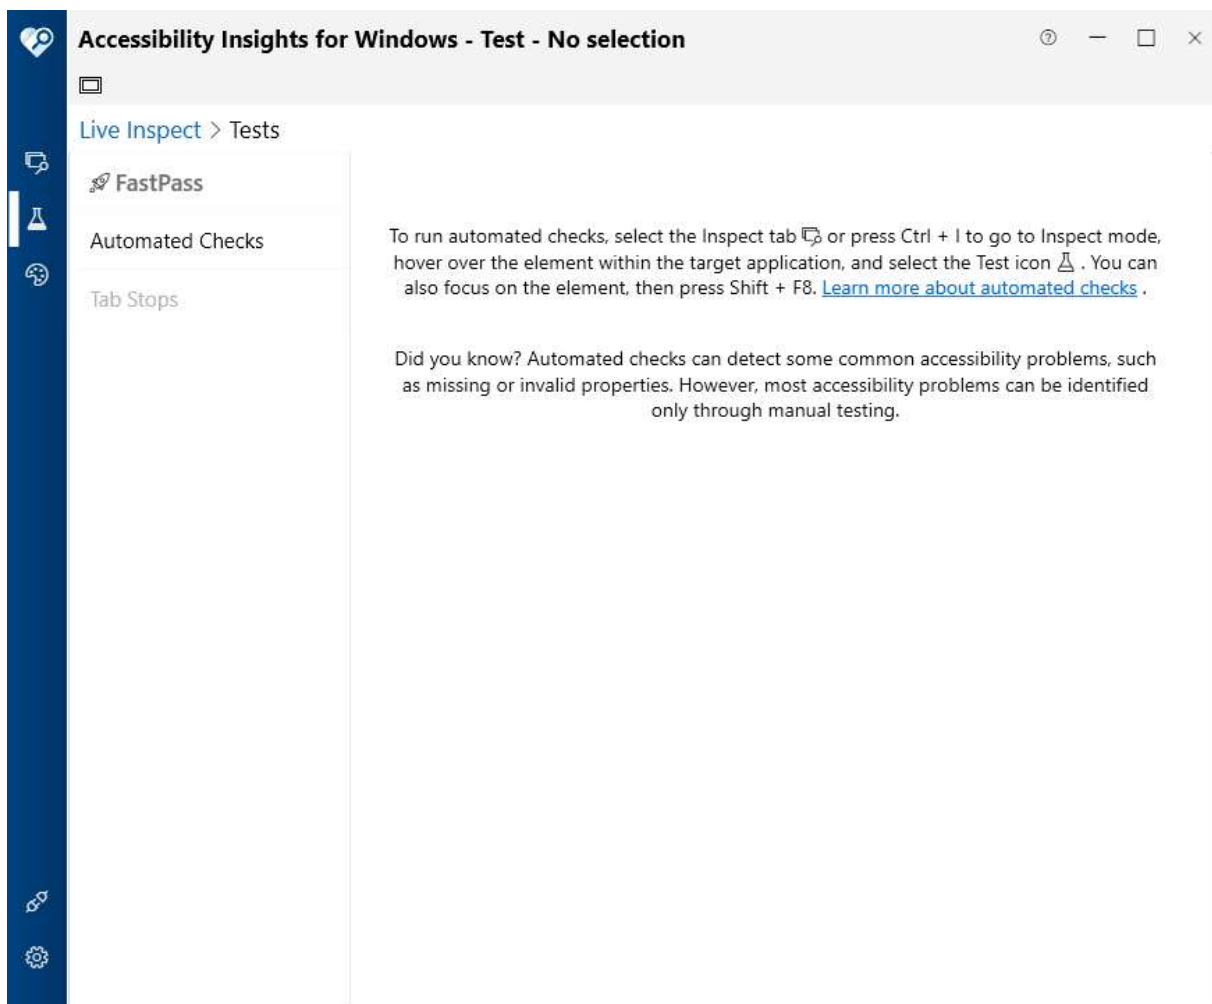 Accessibility Insights for Windows - Test - No selection
Live Inspect > Tests
FastPass
Automated Checks
Tab Stops
To run automated checks, select the Inspect tab or press Ctrl + I to go to Inspect mode,
hover over the element within the target application, and select the Test icon . You can
also focus on the element, then press Shift + F8. Learn more about automated checks .
Did you know? Automated checks can detect some common accessibility problems, such
as missing or invalid properties. However, most accessibility problems can be identified
only through manual testing.